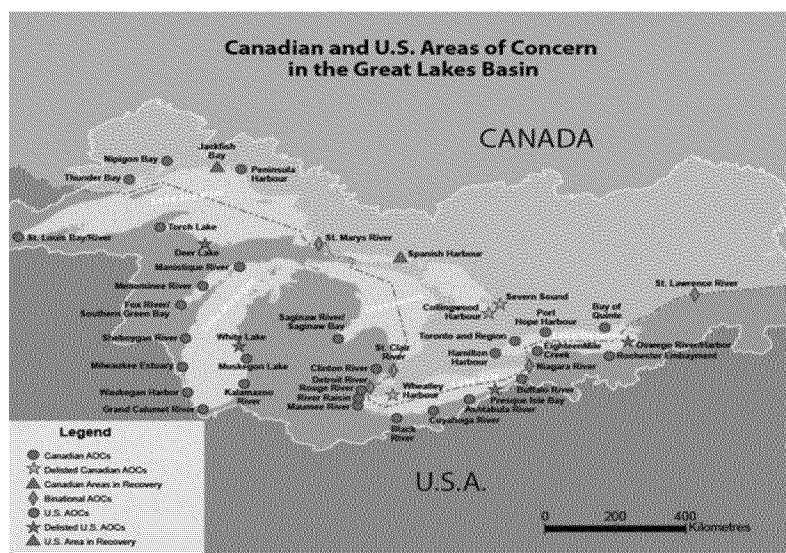 Canadian and U.S. Areas of Concern
in the Great Lakes Basin
CANADA
Jackfish
Bay
Nipigon Bay
Peninsula
Harbour
Thunder Bay
Torch Lake
St. Louis Bay/River
St. Marys River
Deer Lake
Spanish Harbour
Manistique River
Menominee River
St. Lawrence River
Severn Sound
Collingwood
Harbour
Fox River/
Southern Green Bay
Saginaw River/
Saginaw Bay
Port
Hope Harbour
Bay of
Quinte
Sheboygan River
White Lake
St. Clair
River
Toronto and Region
Eighteenmile
Creek
Oswego River/Harbor
Hamilton
Harbour
Rochester Embayment
Milwaukee Estuary
Muskegon Lake
Clinton River
Niagara River
Detroit River
Rouge River
Wheatley
Harbour
Buffalo River
Waukegan Harbor
Kalamazoo
River
River Raisin
Presque Isle Bay
Maumee River
Ashtabula River
Grand Calumet River
Cuyahoga River
Black
River
Legend
Canadian AOCs
Delisted Canadian AOCs
Canadian Areas in Recovery
Binational AOCs
U.S. AOCs
Delisted U.S. AOCs
U.S. Area in Recovery
U.S.A.
0 200 400
Kilometres